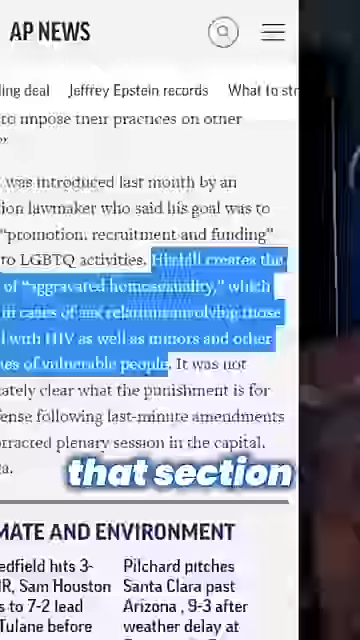 AP NEWS
ling deal Jeffrey Epstein records What to str
to impose their practices on other
”
was introduced last month by an
ion lawmaker who said his goal was to
“promotion, recruitment and funding”
to LGBTQ activities. His bill creates the
of “aggravated homosexuality,” which
in cases of sex relations involving those
d with HIV as well as minors and other
ies of vulnerable people. It was not
ately clear what the punishment is for
fense following last-minute amendments
otracted plenary session in the capital,
a.
that section
MATE AND ENVIRONMENT
edfield hits 3-
HR, Sam Houston
s to 7-2 lead
Tulane before
Pilchard pitches
Santa Clara past
Arizona , 9-3 after
weather delay at